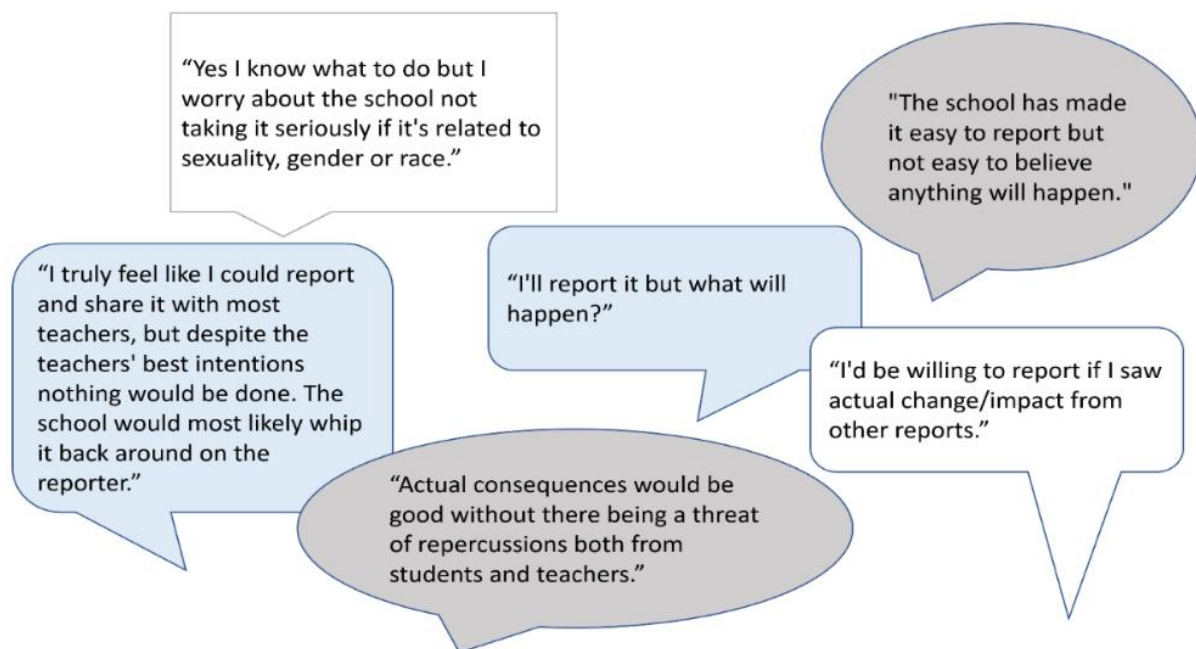 “Yes I know what to do but I
worry about the school not
taking it seriously if it's related to
sexuality, gender or race.”
"The school has made
it easy to report but
not easy to believe
anything will happen."
“I truly feel like I could report
and share it with most
teachers, but despite the
teachers' best intentions
nothing would be done. The
school would most likely whip
it back around on the
reporter.”
“I'll report it but what will
happen?”
“I'd be willing to report if I saw
actual change/impact from
other reports.”
“Actual consequences would be
good without there being a threat
of repercussions both from
students and teachers.”